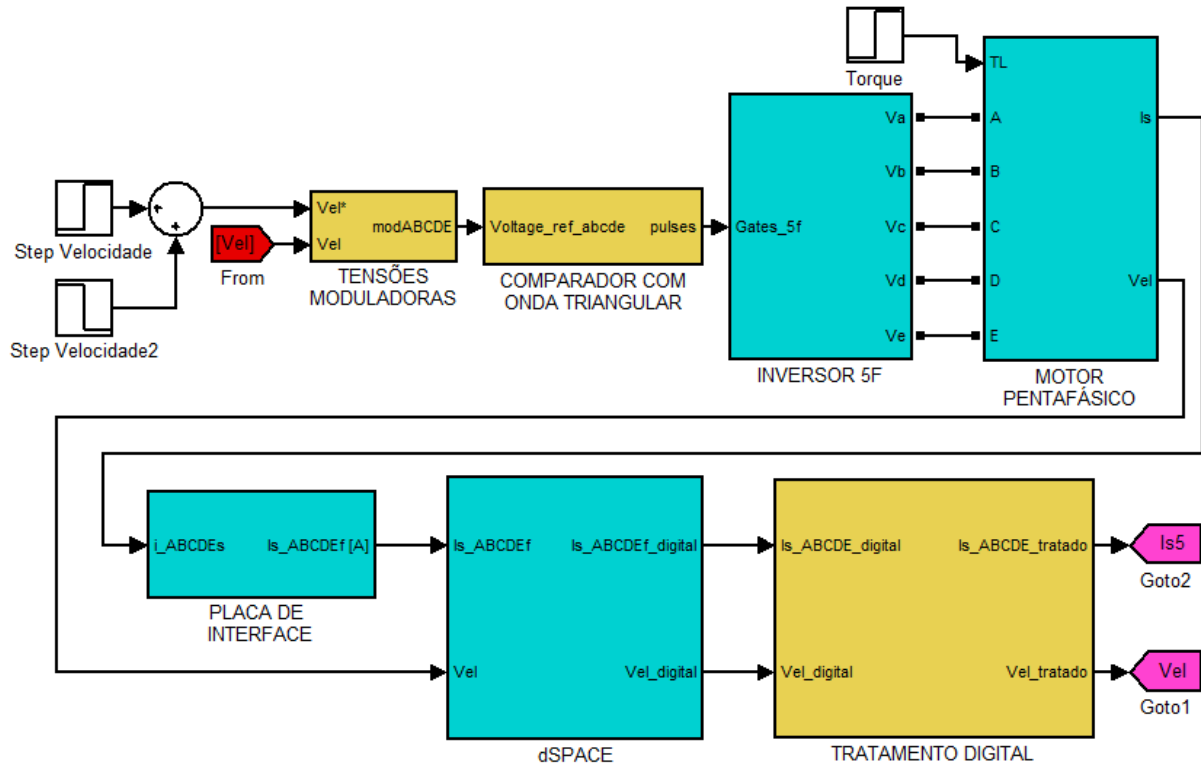 Torque
TL
Va
A
Is
Vb
B
Vc
C
Vd
D
Vel
Ve
E
Gates_5f
INVERSOR 5F
MOTOR
PENTAFÁSICO
Step Velocidade
Step Velocidade2
[Vel]
From
Vel*
modABCDE
Vel
TENSÕES
MODULADORAS
Voltage_ref_abcde
pulses
COMPARADOR COM
ONDA TRIANGULAR
i_ABCDEs
Is_ABCDEf [A]
PLACA DE
INTERFACE
Is_ABCDEf
Is_ABCDEf_digital
Vel
Vel_digital
dSPACE
Is_ABCDE_digital
Is_ABCDE_tratado
Vel_digital
Vel_tratado
TRATAMENTO DIGITAL
Is5
Goto2
Vel
Goto1